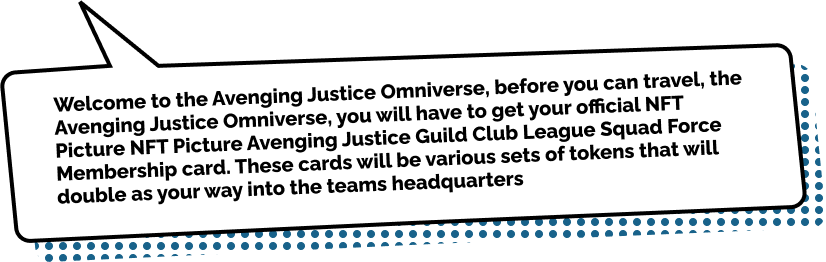 Welcome to the Avenging Justice Omniverse, before you can travel, the
Avenging Justice Omniverse, you will have to get your official NFT
Picture NFT Picture Avenging Justice Guild Club League Squad Force
Membership card. These cards will be various sets of tokens that will
double as your way into the teams headquarters